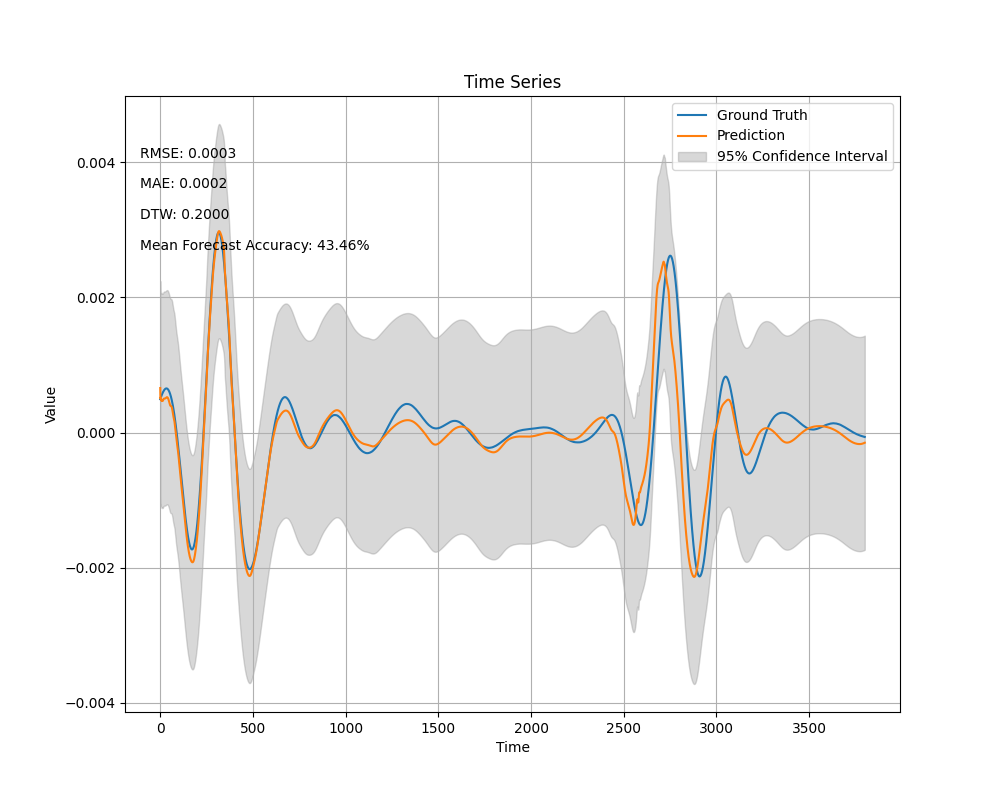 Time Series
Ground Truth
Prediction
95% Confidence Interval
RMSE: 0.0003
MAE: 0.0002
DTW: 0.2000
Mean Forecast Accuracy: 43.46%
0.004
0.002
0.000
−0.002
−0.004
Value
0 500 1000 1500 2000 2500 3000 3500
Time